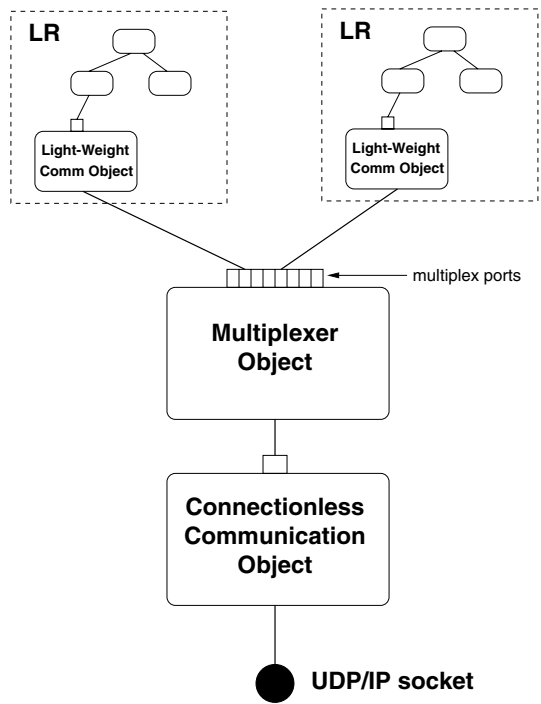 LR
Light-Weight
Comm Object
LR
Light-Weight
Comm Object
multiplex ports
Multiplexer
Object
Connectionless
Communication
Object
UDP/IP socket